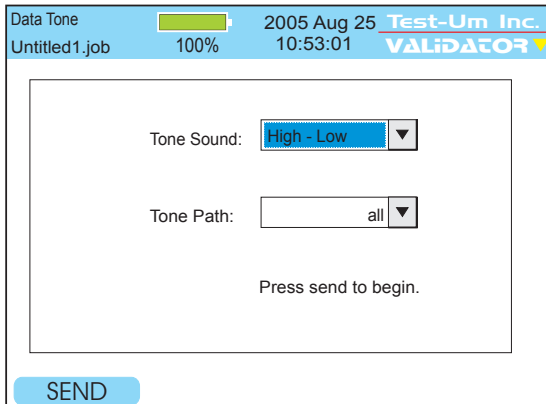 Data Tone
Untitled1.job
100%
2005 Aug 25
10:53:01
Test-Um Inc.
VALIDATOR
Tone Sound: High - Low
Tone Path: all
Press send to begin.
SEND